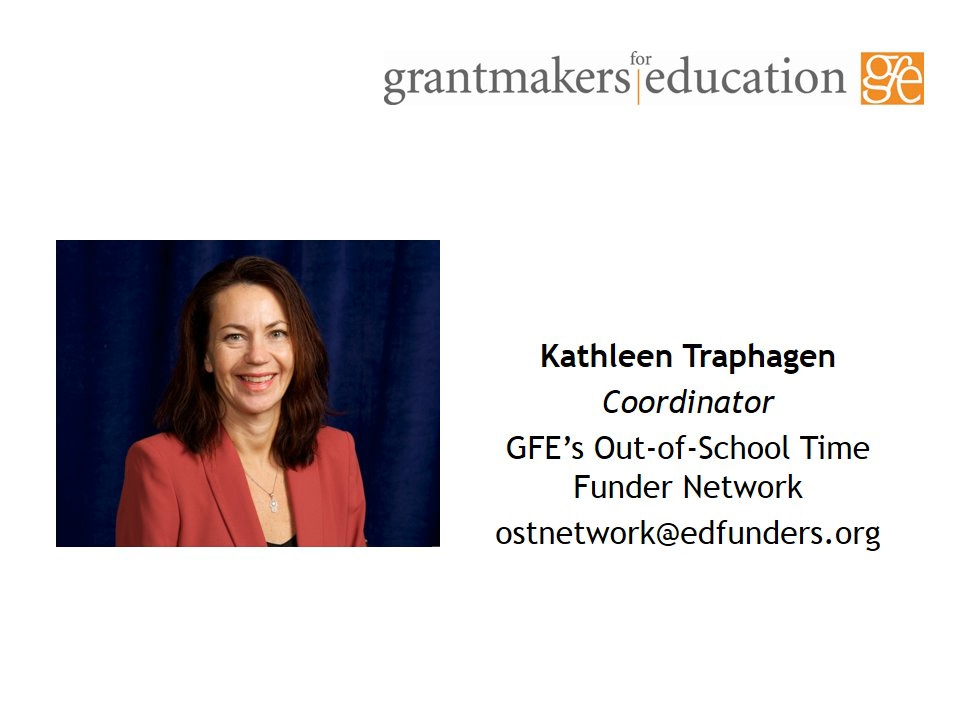 grantmakers for education gfe
Kathleen Traphagen
Coordinator
GFE’s Out-of-School Time
Funder Network
ostnetwork@edfunders.org